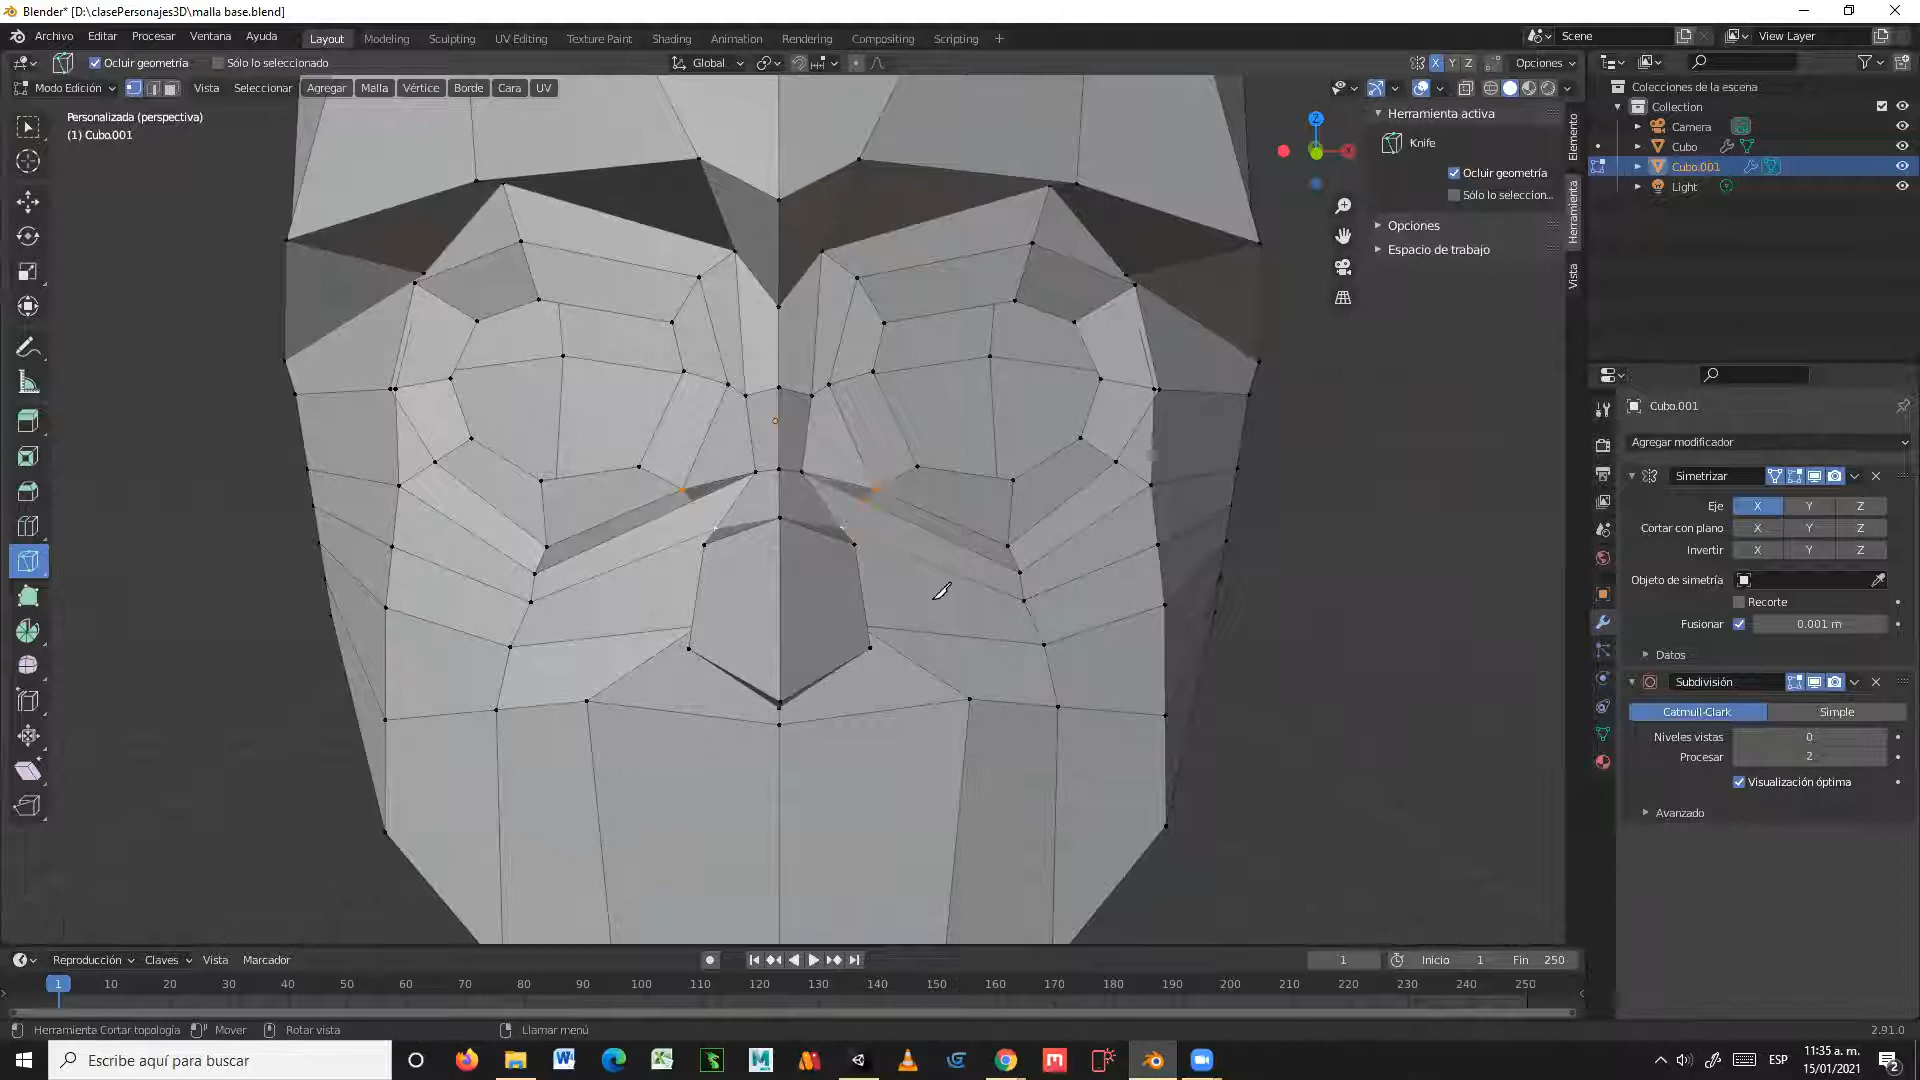 Blender* [D:\clasePersonajes3D\malla base.blend]
Archivo Editar Procesar Ventana Ayuda Layout Modeling Sculpting UV Editing Texture Paint Shading Animation Rendering Compositing Scripting + Scene View Layer
Ocluir geometría Sólo lo seleccionado Global X Y Z Opciones
Modo Edición Vista Seleccionar Agregar Malla Vértice Borde Cara UV
Personalizada (perspectiva)
(1) Cubo.001
Z
X
Herramienta activa
Knife
Ocluir geometría
Sólo lo seleccion...
Opciones
Espacio de trabajo
Elemento
Herramienta
Vista
Colecciones de la escena
Collection
Camera
Cubo
Cubo.001
Light
Cubo.001
Agregar modificador
Simetrizar
Eje X Y Z
Cortar con plano X Y Z
Invertir X Y Z
Objeto de simetría
Recorte
Fusionar 0.001 m
Datos
Subdivisión
Catmull-Clark Simple
Niveles vistas 0
Procesar 2
Visualización óptima
Avanzado
Reproducción Claves Vista Marcador 1 Inicio 1 Fin 250
1 10 20 30 40 50 60 70 80 90 100 110 120 130 140 150 160 170 180 190 200 210 220 230 240 250
Herramienta Cortar topología Mover Rotar vista Llamar menú 2.91.0
Escribe aquí para buscar
ESP
11:35 a. m.
15/01/2021
2